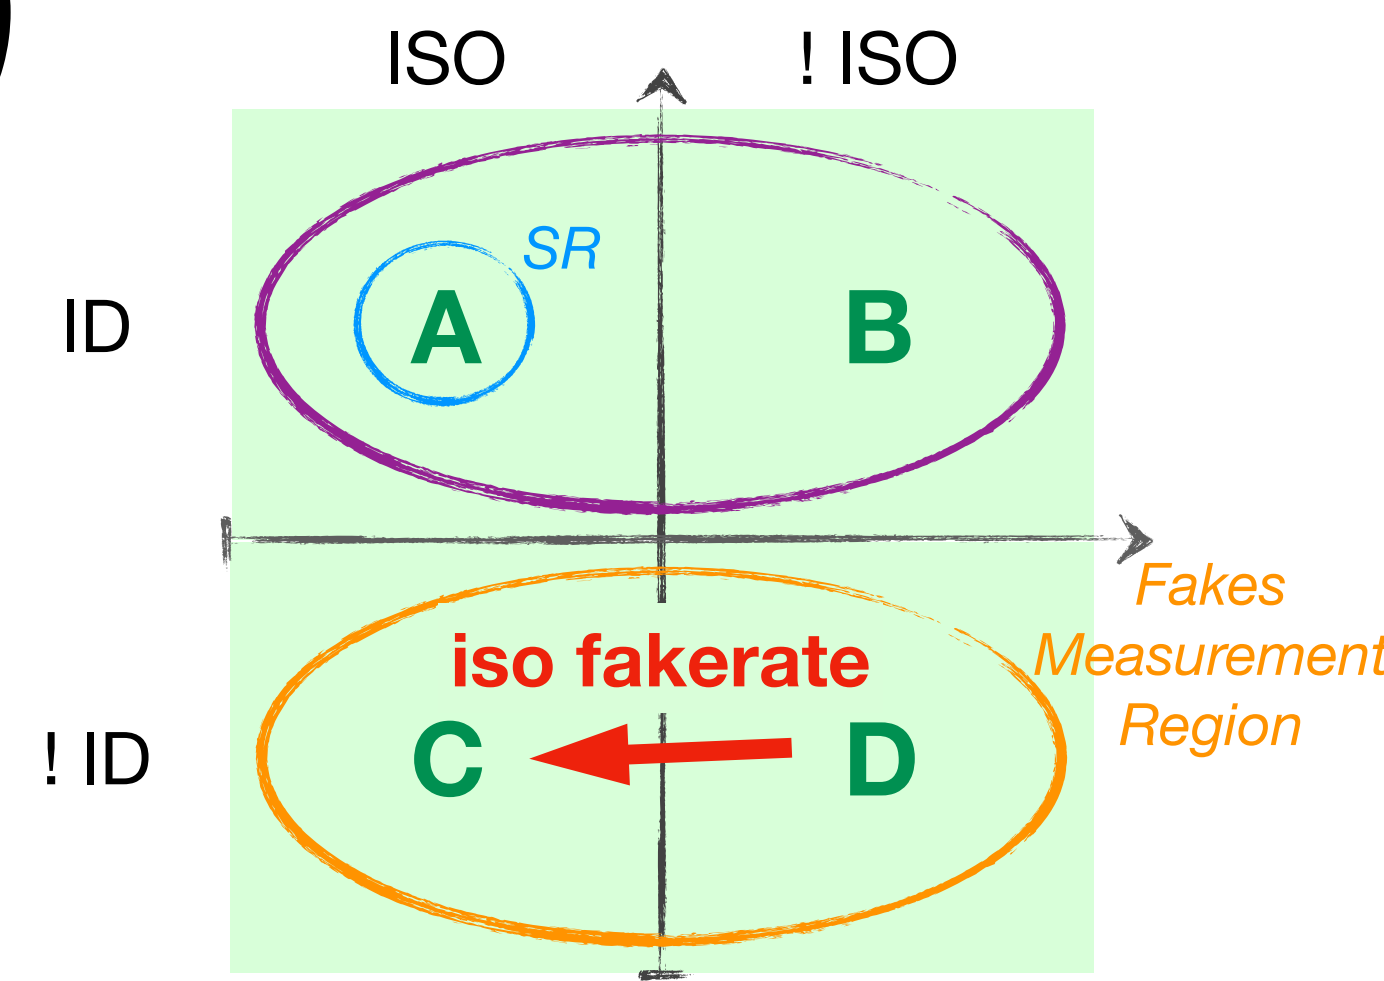 ISO
! ISO
SR
ID
A
B
Fakes
Measurement
Region
iso fakerate
! ID
C
D